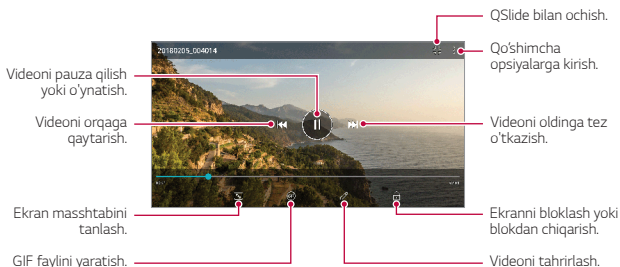 QSlide bilan ochish.
20180205_004014
Qo'shimcha
opsiyalarga kirish.
Videoni pauza qilish
yoki o'ynatish.
Videoni orqaga
qaytarish.
Videoni oldinga tez
o'tkazish.
Ekran masshtabini
tanlash.
Ekranni bloklash yoki
blokdan chiqarish.
GIF faylini yaratish.
Videoni tahrirlash.